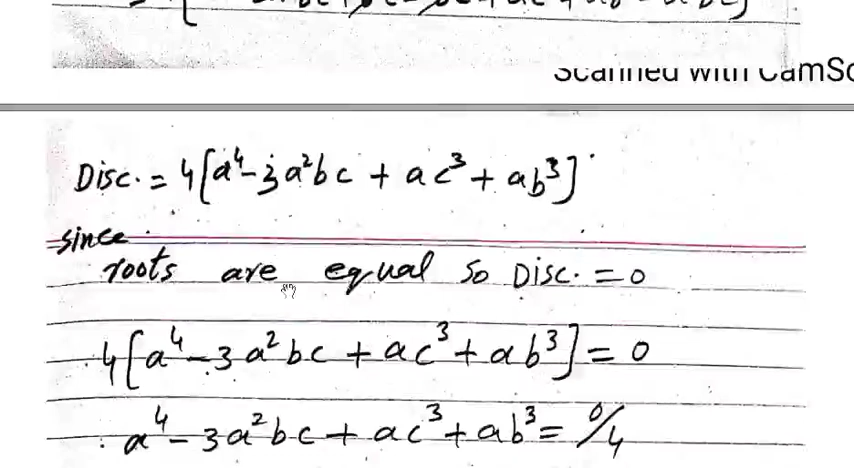 Scanned with CamSc
Disc. = 4[a⁴-3a²bc + ac³ + ab³]
since
roots are equal so Disc. = 0
4[a⁴-3a²bc + ac³ + ab³] = 0
a⁴-3a²bc + ac³ + ab³ = 0/4